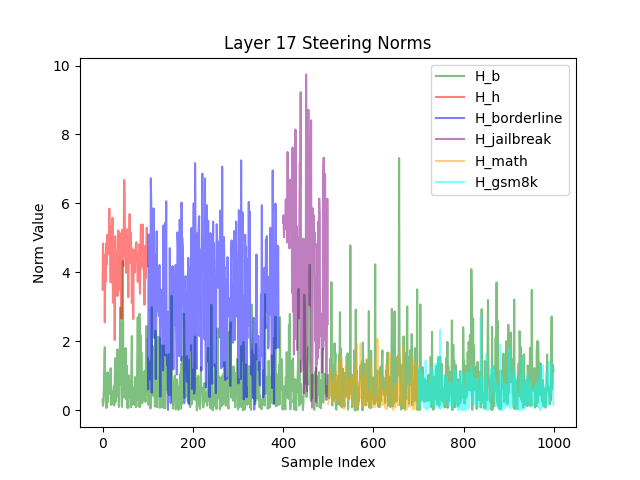 Layer 17 Steering Norms
H_b
H_h
H_borderline
H_jailbreak
H_math
H_gsm8k
Norm Value
10
8
6
4
2
0
0 200 400 600 800 1000
Sample Index